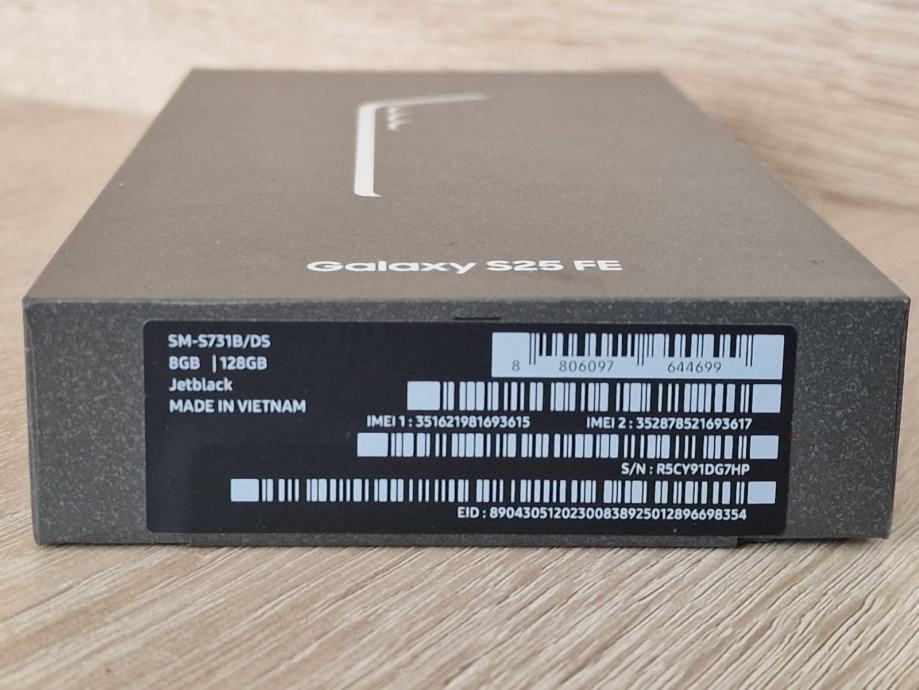 Galaxy S25 FE
SM-S731B/DS
8GB | 128GB
Jetblack
MADE IN VIETNAM
8 806097 644699
IMEI 1 : 351621981693615 IMEI 2 : 352878521693617
S/N : R5CY91DG7HP
EID : 89043051202300838925012896698354